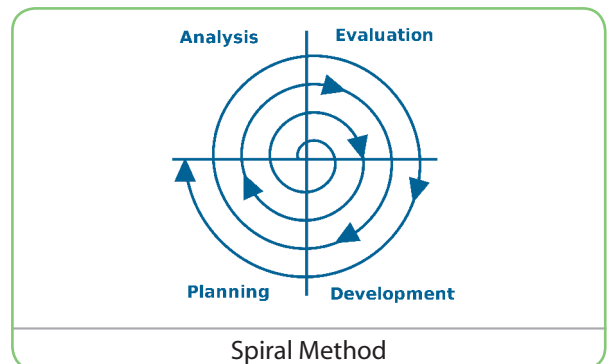 Analysis
Evaluation
Planning
Development
Spiral Method